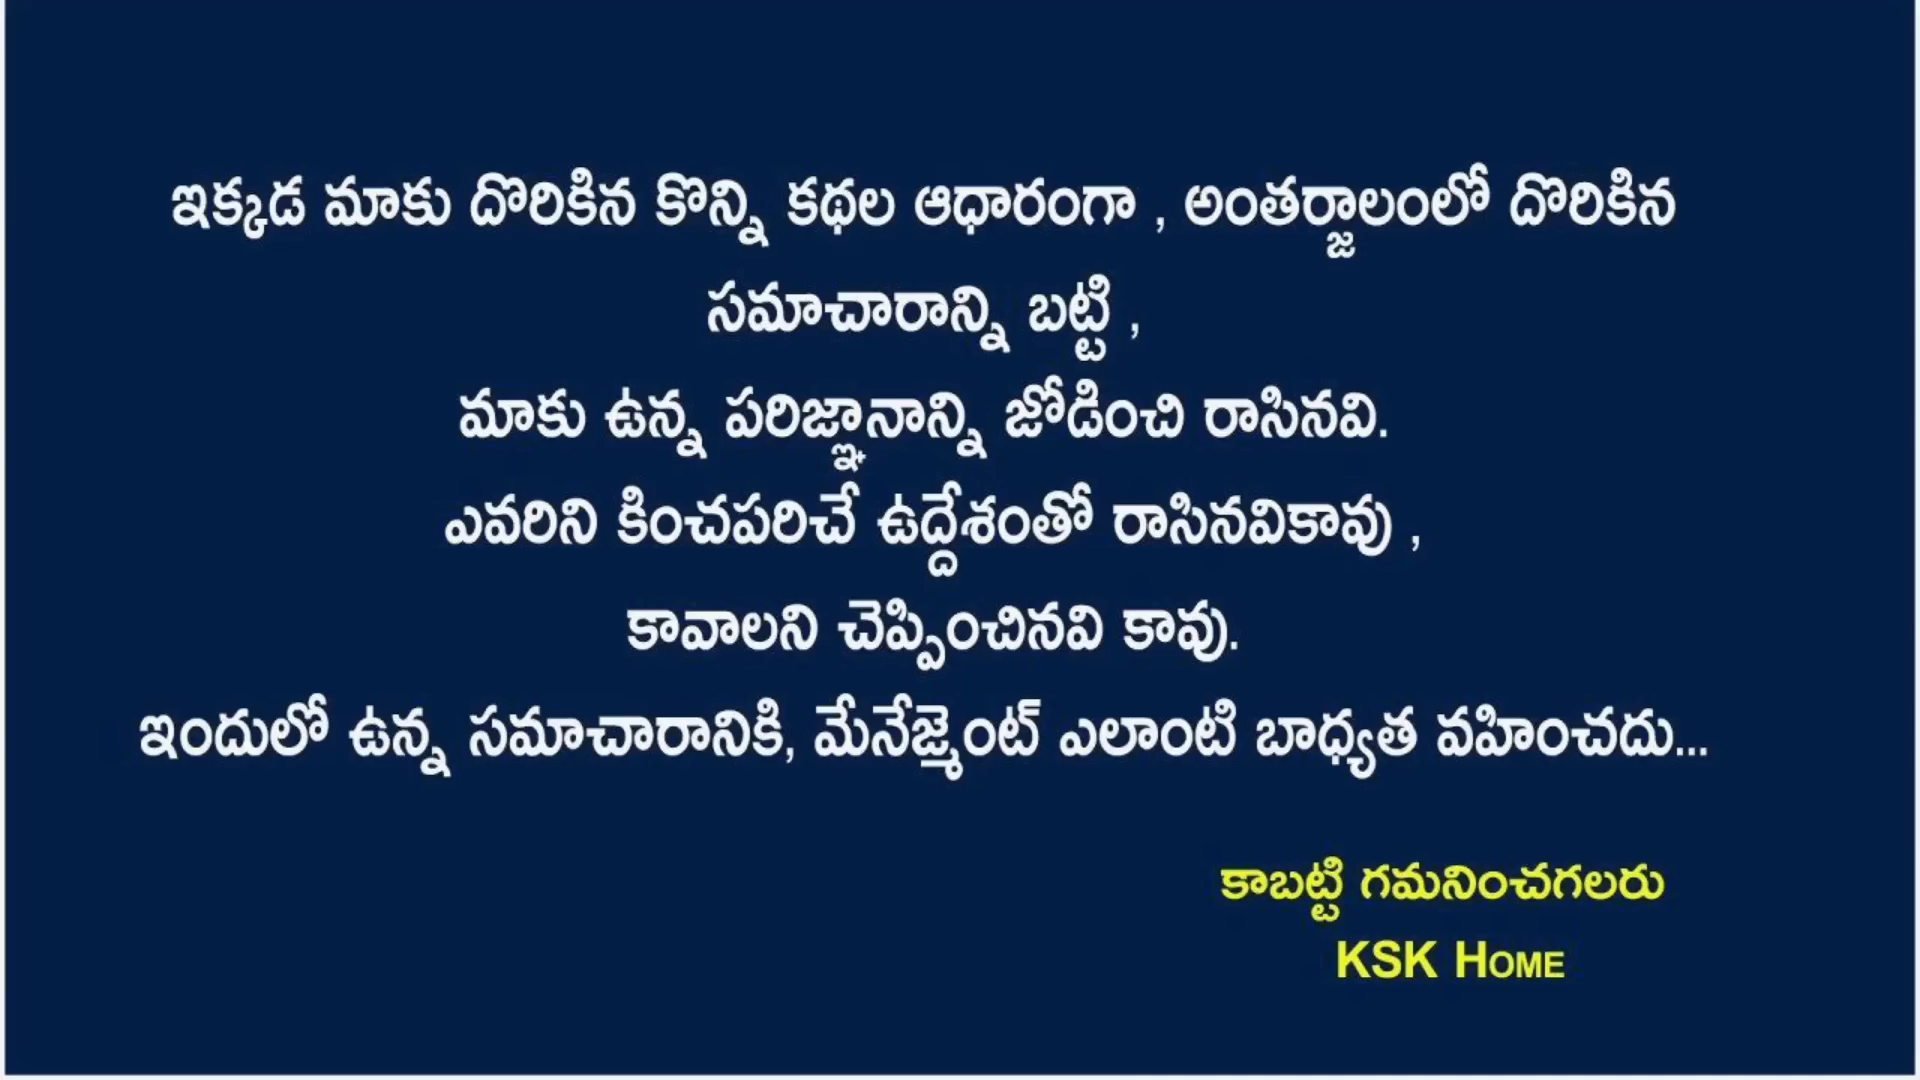 ఇక్కడ మాకు దొరికిన కొన్ని కథల ఆధారంగా , అంతర్జాలంలో దొరికిన
సమాచారాన్ని బట్టి ,
మాకు ఉన్న పరిజ్ఞానాన్ని జోడించి రాసినవి.
ఎవరిని కించపరిచే ఉద్దేశంతో రాసినవికావు ,
కావాలని చెప్పించినవి కావు.
ఇందులో ఉన్న సమాచారానికి, మేనేజ్మెంట్ ఎలాంటి బాధ్యత వహించదు...
కాబట్టి గమనించగలరు
KSK HOME